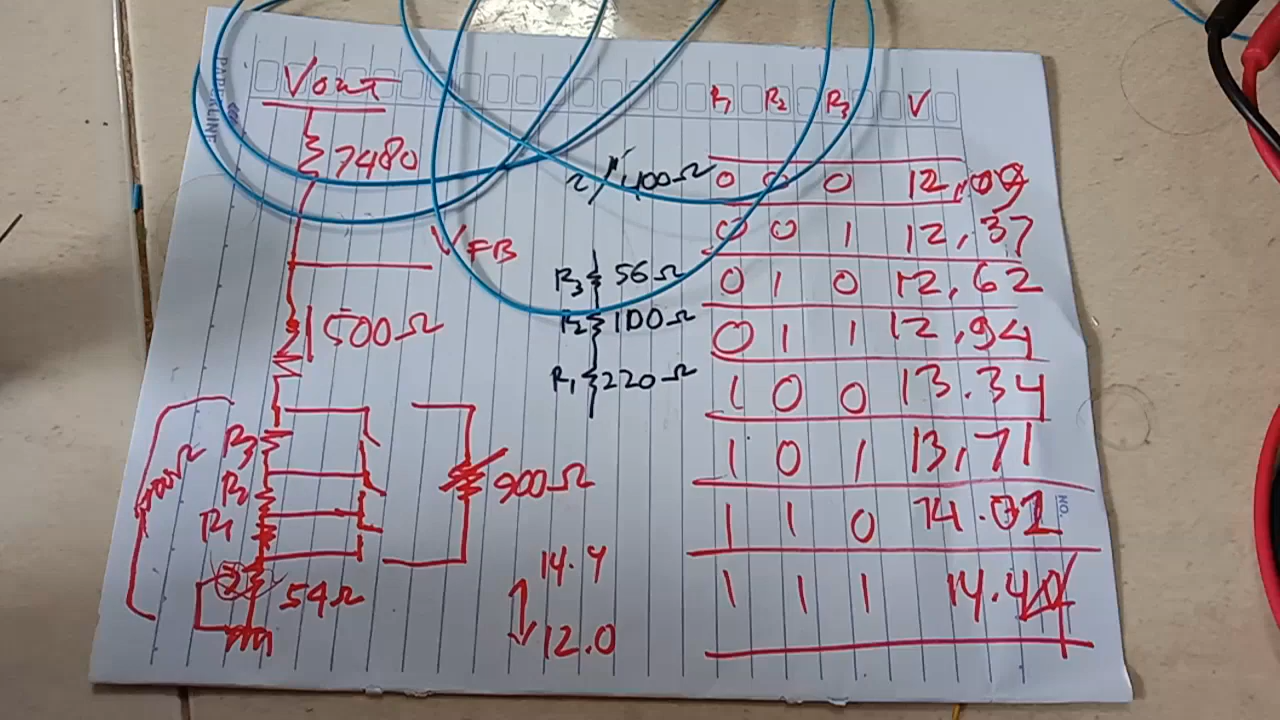 Vout
7480
VFB
1500Ω
R3
R2
R1
54Ω
900Ω
14.4
12.0
400Ω
R3 56Ω
R2 100Ω
R1 220Ω
R1 R2 R3 V
0 0 0 12,09
0 0 1 12,37
0 1 0 12,62
0 1 1 12,94
1 0 0 13.34
1 0 1 13,71
1 1 0 14.02
1 1 1 14.40
NO.